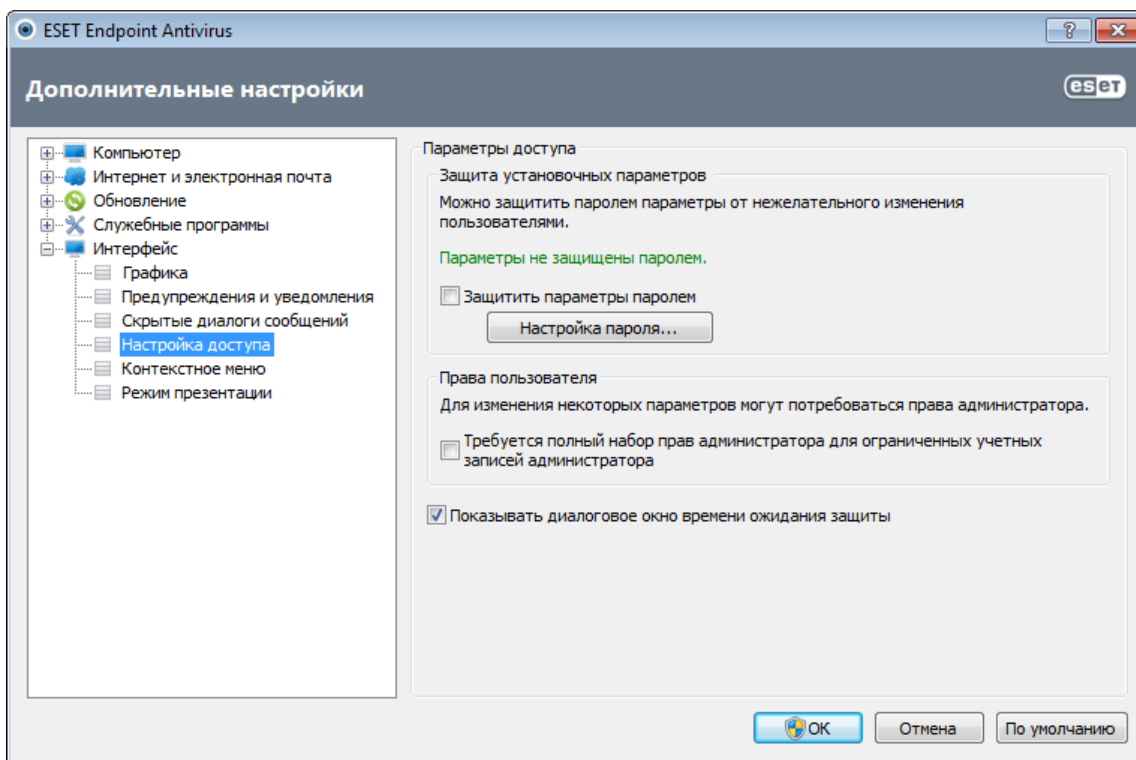 ESET Endpoint Antivirus
Дополнительные настройки
eset
Компьютер
Интернет и электронная почта
Обновление
Служебные программы
Интерфейс
Графика
Предупреждения и уведомления
Скрытые диалоги сообщений
Настройка доступа
Контекстное меню
Режим презентации
Параметры доступа
Защита установочных параметров
Можно защитить паролем параметры от нежелательного изменения
пользователями.
Параметры не защищены паролем.
Защитить параметры паролем
Настройка пароля...
Права пользователя
Для изменения некоторых параметров могут потребоваться права администратора.
Требуется полный набор прав администратора для ограниченных учетных
записей администратора
Показывать диалоговое окно времени ожидания защиты
OK
Отмена
По умолчанию